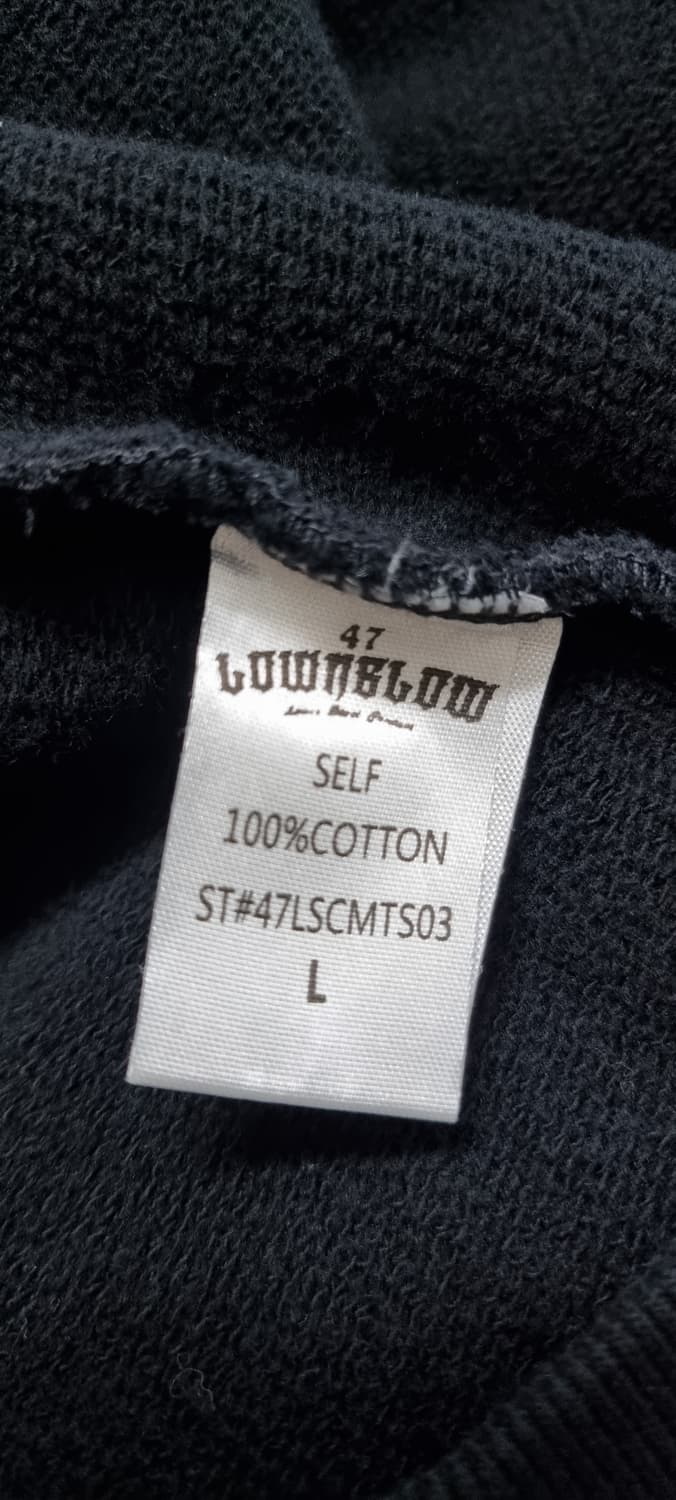 47
LOWNSLOW
SELF
100%COTTON
ST#47LSCMTS03
L